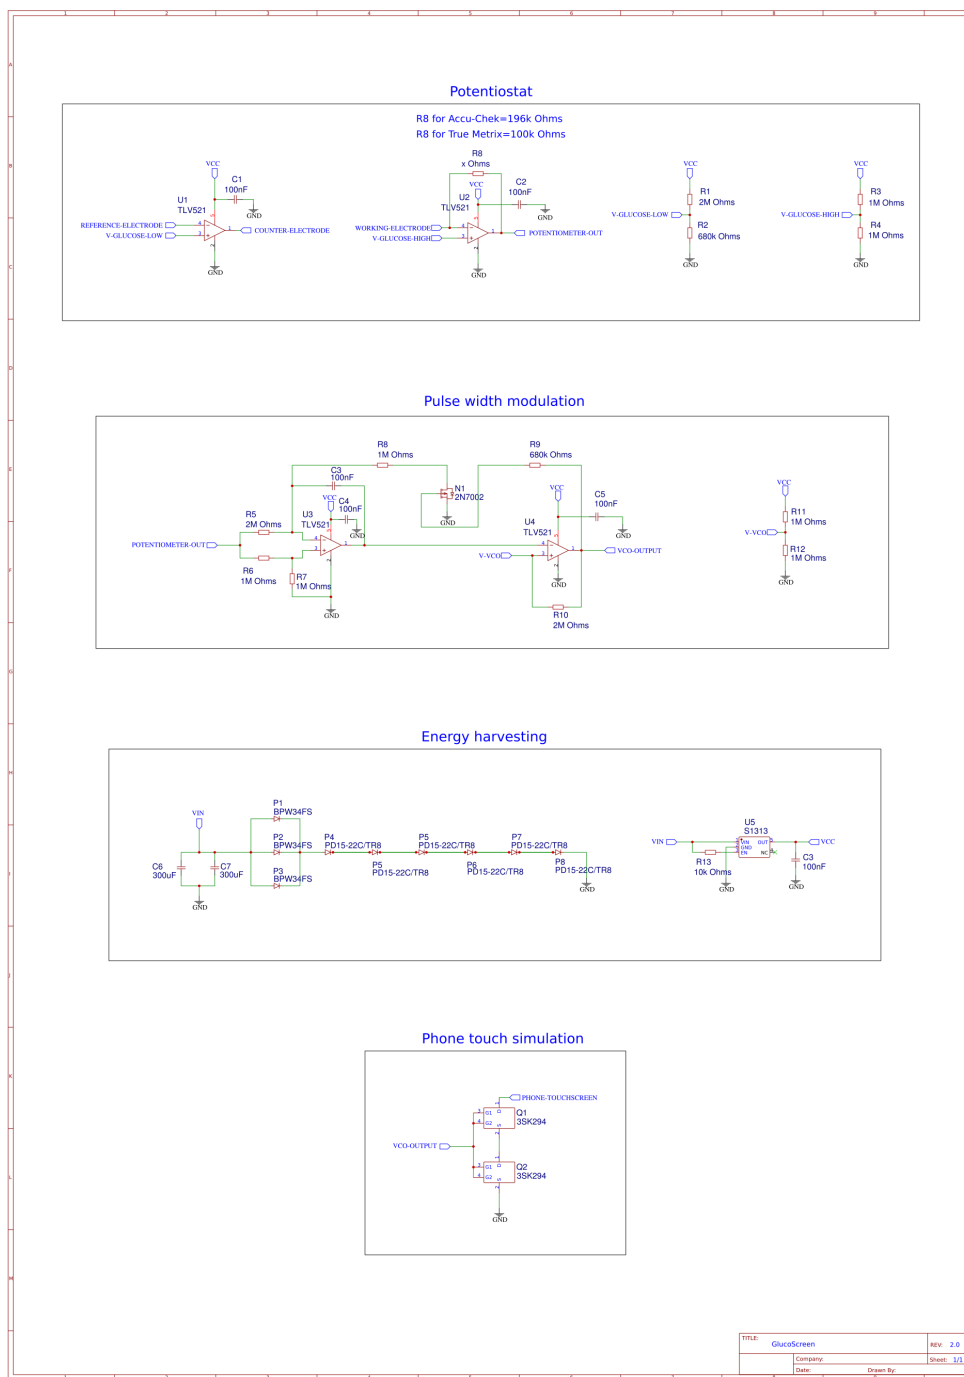 Potentiostat
R8 for Accu-Chek=196k Ohms
R8 for True Metrix=100k Ohms
VCC
C1
100nF
GND
U1
TLV521
REFERENCE-ELECTRODE
V-GLUCOSE-LOW
COUNTER-ELECTRODE
GND
R8
x Ohms
VCC
C2
100nF
GND
U2
TLV521
WORKING-ELECTRODE
V-GLUCOSE-HIGH
POTENTIOMETER-OUT
GND
VCC
R1
2M Ohms
V-GLUCOSE-LOW
R2
680k Ohms
GND
VCC
R3
1M Ohms
V-GLUCOSE-HIGH
R4
1M Ohms
GND
Pulse width modulation
R8
1M Ohms
R9
680k Ohms
C3
100nF
VCC
C4
100nF
GND
N1
2N7002
GND
VCC
C5
100nF
GND
R5
2M Ohms
U3
TLV521
U4
TLV521
POTENTIOMETER-OUT
R6
1M Ohms
R7
1M Ohms
GND
V-VCO
VCO-OUTPUT
GND
R10
2M Ohms
VCC
R11
1M Ohms
V-VCO
R12
1M Ohms
GND
Energy harvesting
VIN
C6
300uF
C7
300uF
GND
P1
BPW34FS
P2
BPW34FS
P3
BPW34FS
P4
PD15-22C/TR8
P5
PD15-22C/TR8
P5
PD15-22C/TR8
P6
PD15-22C/TR8
P7
PD15-22C/TR8
P8
PD15-22C/TR8
GND
U5
S1313
VIN
VIN
GND
EN
OUT
NC
VCC
R13
10k Ohms
GND
C3
100nF
GND
Phone touch simulation
PHONE-TOUCHSCREEN
G1
G2
D
S
Q1
3SK294
VCO-OUTPUT
G1
G2
D
S
Q2
3SK294
GND
TITLE:
GlucoScreen
REV: 2.0
Company:
Sheet: 1/1
Date:
Drawn By: